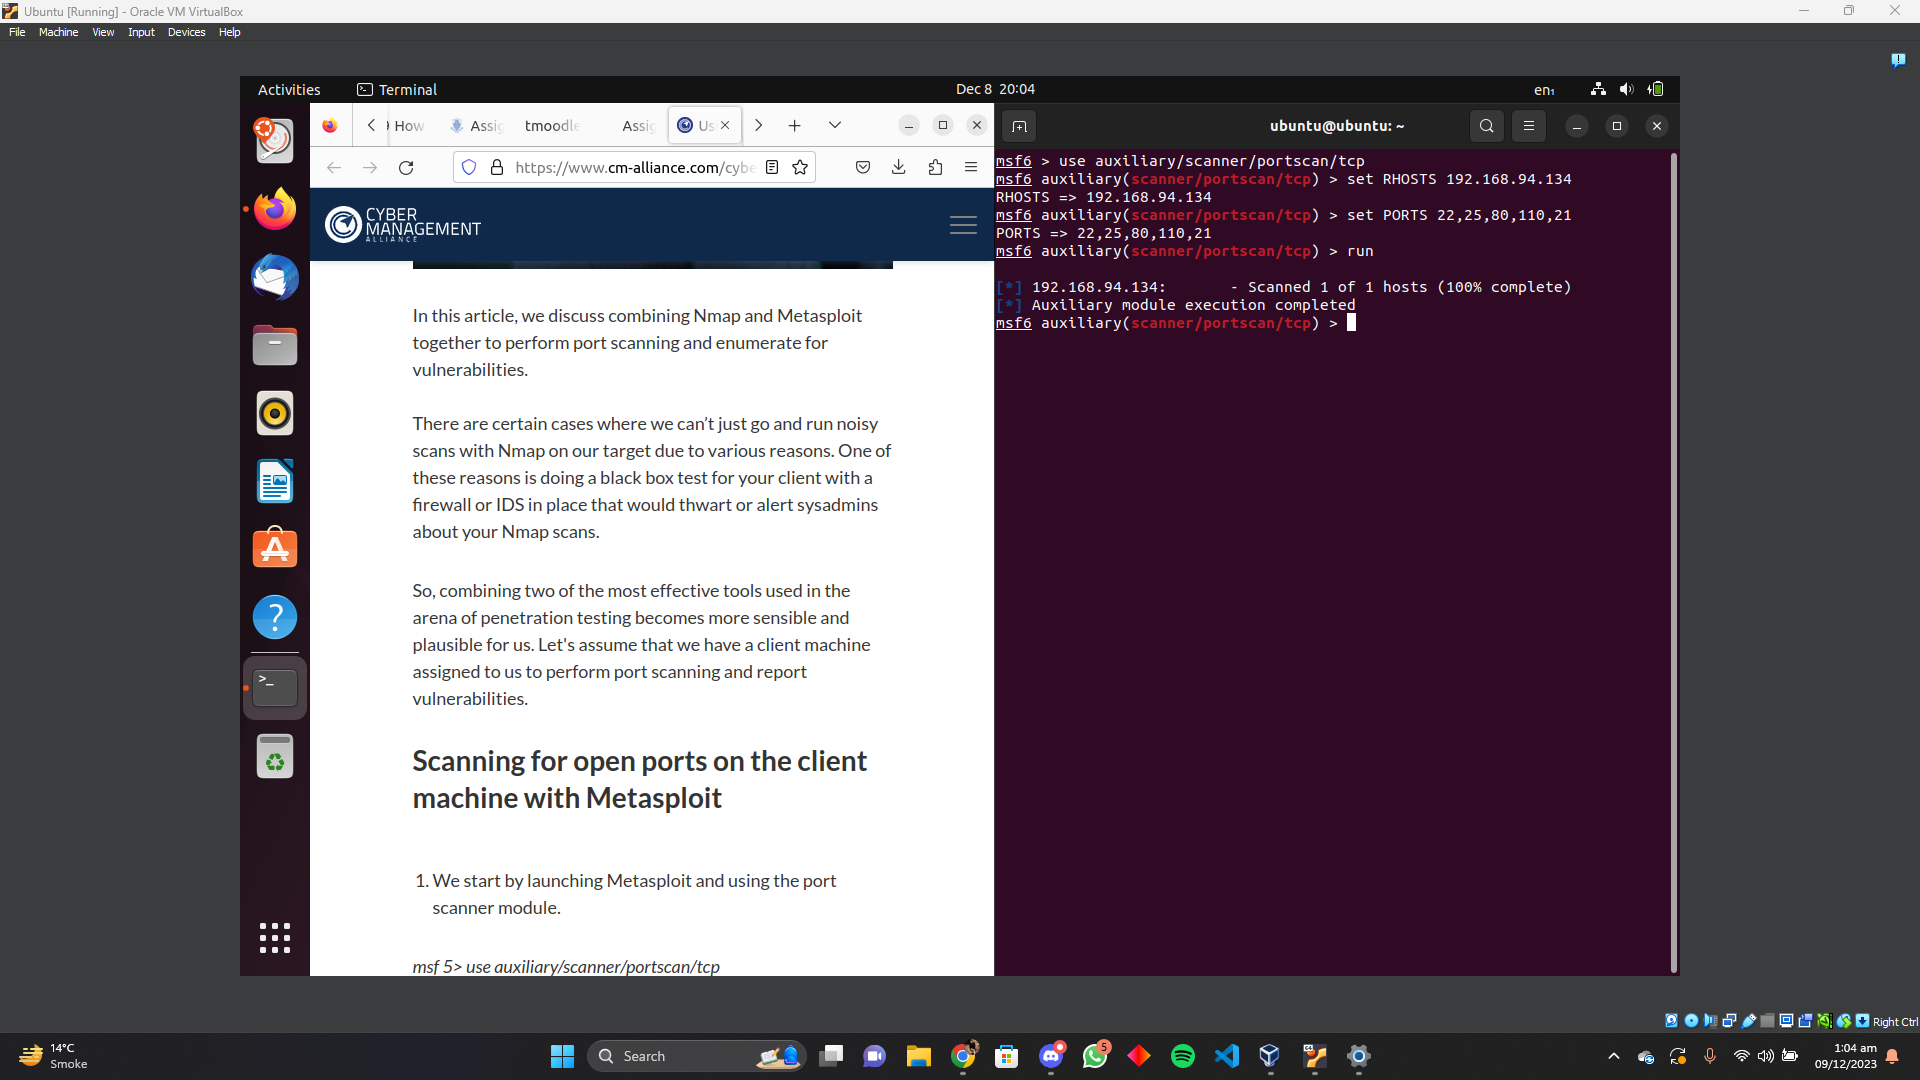 Ubuntu [Running] - Oracle VM VirtualBox
File Machine View Input Devices Help
Activities
Terminal
Dec 8 20:04
en₁
How
Assig
tmoodle
Assig
Us
https://www.cm-alliance.com/cybe
CYBER
MANAGEMENT
ALLIANCE
In this article, we discuss combining Nmap and Metasploit
together to perform port scanning and enumerate for
vulnerabilities.
There are certain cases where we can't just go and run noisy
scans with Nmap on our target due to various reasons. One of
these reasons is doing a black box test for your client with a
firewall or IDS in place that would thwart or alert sysadmins
about your Nmap scans.
So, combining two of the most effective tools used in the
arena of penetration testing becomes more sensible and
plausible for us. Let's assume that we have a client machine
assigned to us to perform port scanning and report
vulnerabilities.
Scanning for open ports on the client
machine with Metasploit
1. We start by launching Metasploit and using the port
scanner module.
msf 5> use auxiliary/scanner/portscan/tcp
ubuntu@ubuntu: ~
msf6 > use auxiliary/scanner/portscan/tcp
msf6 auxiliary(scanner/portscan/tcp) > set RHOSTS 192.168.94.134
RHOSTS => 192.168.94.134
msf6 auxiliary(scanner/portscan/tcp) > set PORTS 22,25,80,110,21
PORTS => 22,25,80,110,21
msf6 auxiliary(scanner/portscan/tcp) > run
[*] 192.168.94.134:       - Scanned 1 of 1 hosts (100% complete)
[*] Auxiliary module execution completed
msf6 auxiliary(scanner/portscan/tcp) >
Right Ctrl
14°C
Smoke
Search
5
1:04 am
09/12/2023